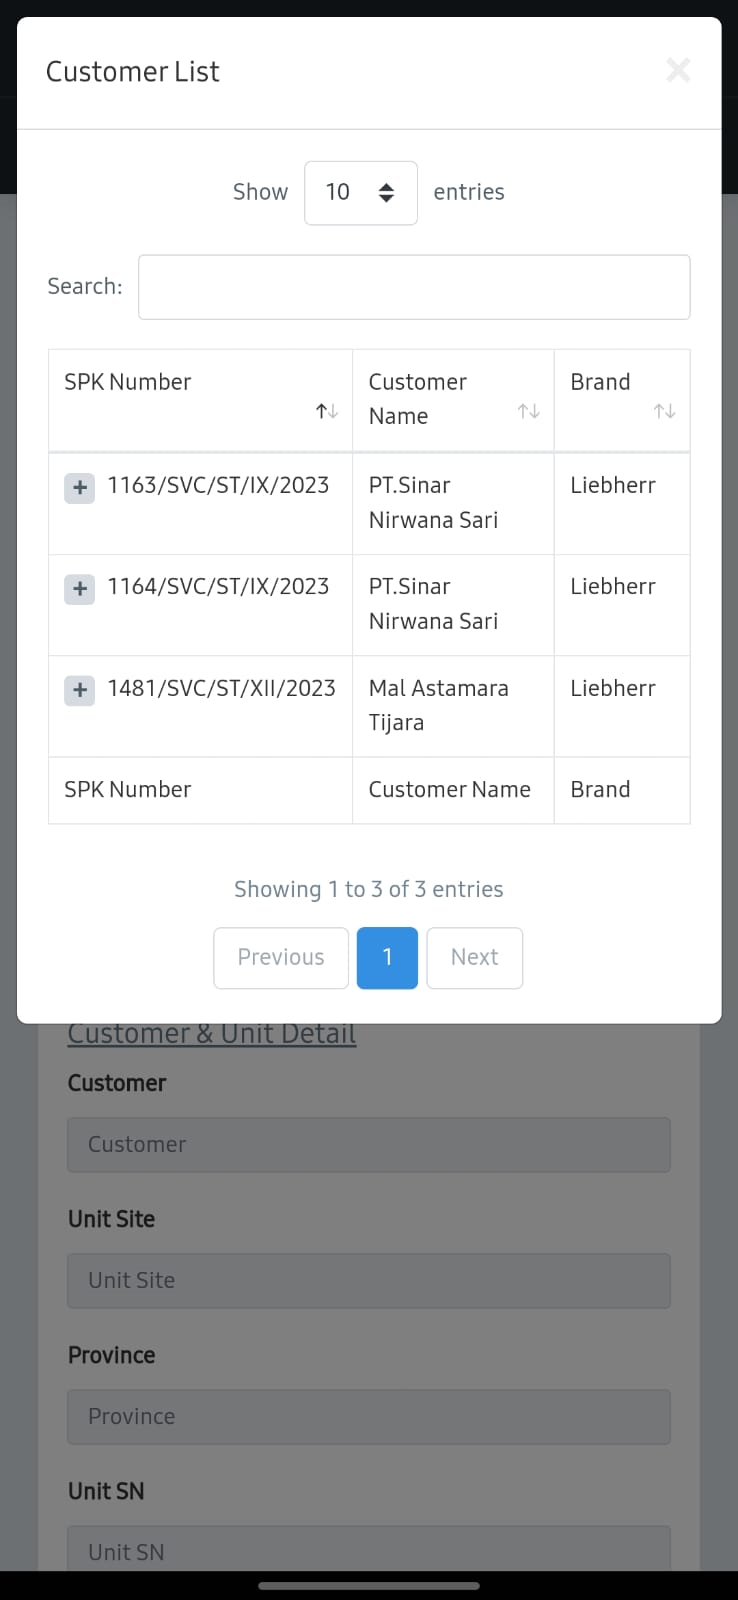 Customer List
×
Show 10 entries
Search:
SPK Number
Customer
Name
Brand
+ 1163/SVC/ST/IX/2023
PT.Sinar
Nirwana Sari
Liebherr
+ 1164/SVC/ST/IX/2023
PT.Sinar
Nirwana Sari
Liebherr
+ 1481/SVC/ST/XII/2023
Mal Astamara
Tijara
Liebherr
SPK Number
Customer Name
Brand
Showing 1 to 3 of 3 entries
Previous 1 Next
Customer & Unit Detail
Customer
Customer
Unit Site
Unit Site
Province
Province
Unit SN
Unit SN